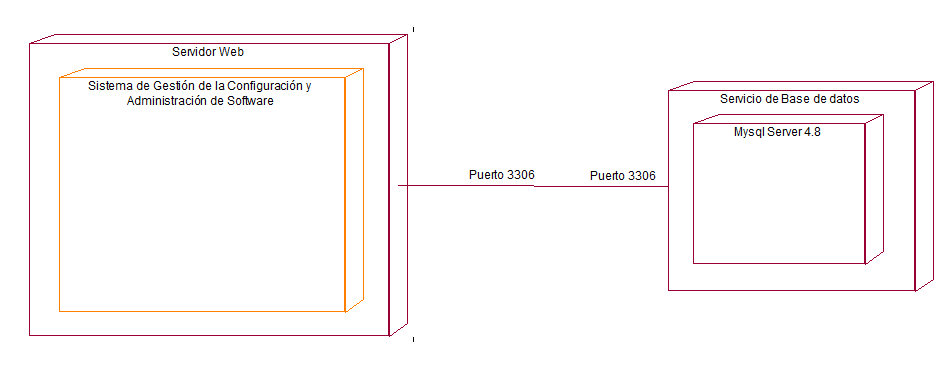 Servidor Web
Sistema de Gestión de la Configuración y
Administración de Software
Puerto 3306
Puerto 3306
Servicio de Base de datos
Mysql Server 4.8